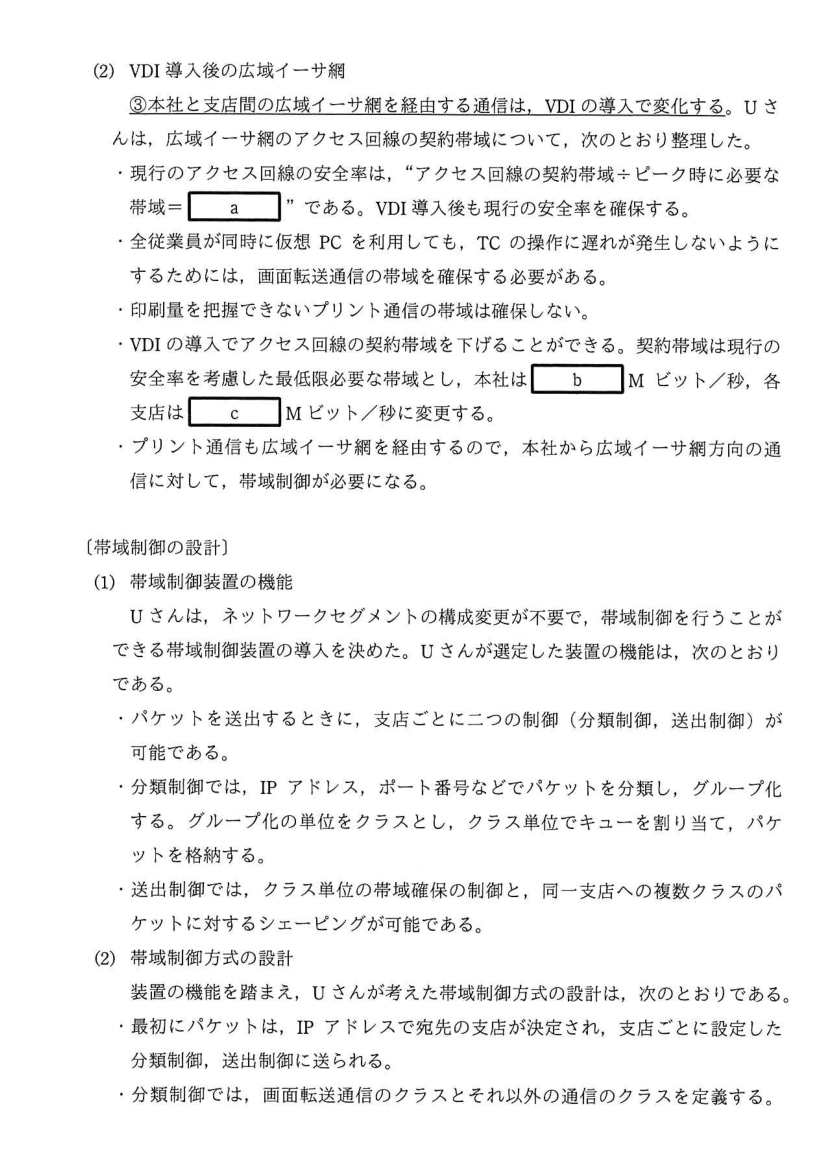 (2) VDI 導入後の広域イーサ網
③本社と支店間の広域イーサ網を経由する通信は，VDI の導入で変化する。U さ
んは，広域イーサ網のアクセス回線の契約帯域について，次のとおり整理した。
・現行のアクセス回線の安全率は，“アクセス回線の契約帯域÷ピーク時に必要な
帯域＝ a ” である。VDI 導入後も現行の安全率を確保する。
・全従業員が同時に仮想 PC を利用しても，TC の操作に遅れが発生しないように
するためには，画面転送通信の帯域を確保する必要がある。
・印刷量を把握できないプリント通信の帯域は確保しない。
・VDI の導入でアクセス回線の契約帯域を下げることができる。契約帯域は現行の
安全率を考慮した最低限必要な帯域とし，本社は b M ビット／秒，各
支店は c M ビット／秒に変更する。
・プリント通信も広域イーサ網を経由するので，本社から広域イーサ網方向の通
信に対して，帯域制御が必要になる。
〔帯域制御の設計〕
(1) 帯域制御装置の機能
U さんは，ネットワークセグメントの構成変更が不要で，帯域制御を行うことが
できる帯域制御装置の導入を決めた。U さんが選定した装置の機能は，次のとおり
である。
・パケットを送出するときに，支店ごとに二つの制御（分類制御，送出制御）が
可能である。
・分類制御では，IP アドレス，ポート番号などでパケットを分類し，グループ化
する。グループ化の単位をクラスとし，クラス単位でキューを割り当て，パケ
ットを格納する。
・送出制御では，クラス単位の帯域確保の制御と，同一支店への複数クラスのパ
ケットに対するシェーピングが可能である。
(2) 帯域制御方式の設計
装置の機能を踏まえ，U さんが考えた帯域制御方式の設計は，次のとおりである。
・最初にパケットは，IP アドレスで宛先の支店が決定され，支店ごとに設定した
分類制御，送出制御に送られる。
・分類制御では，画面転送通信のクラスとそれ以外の通信のクラスを定義する。